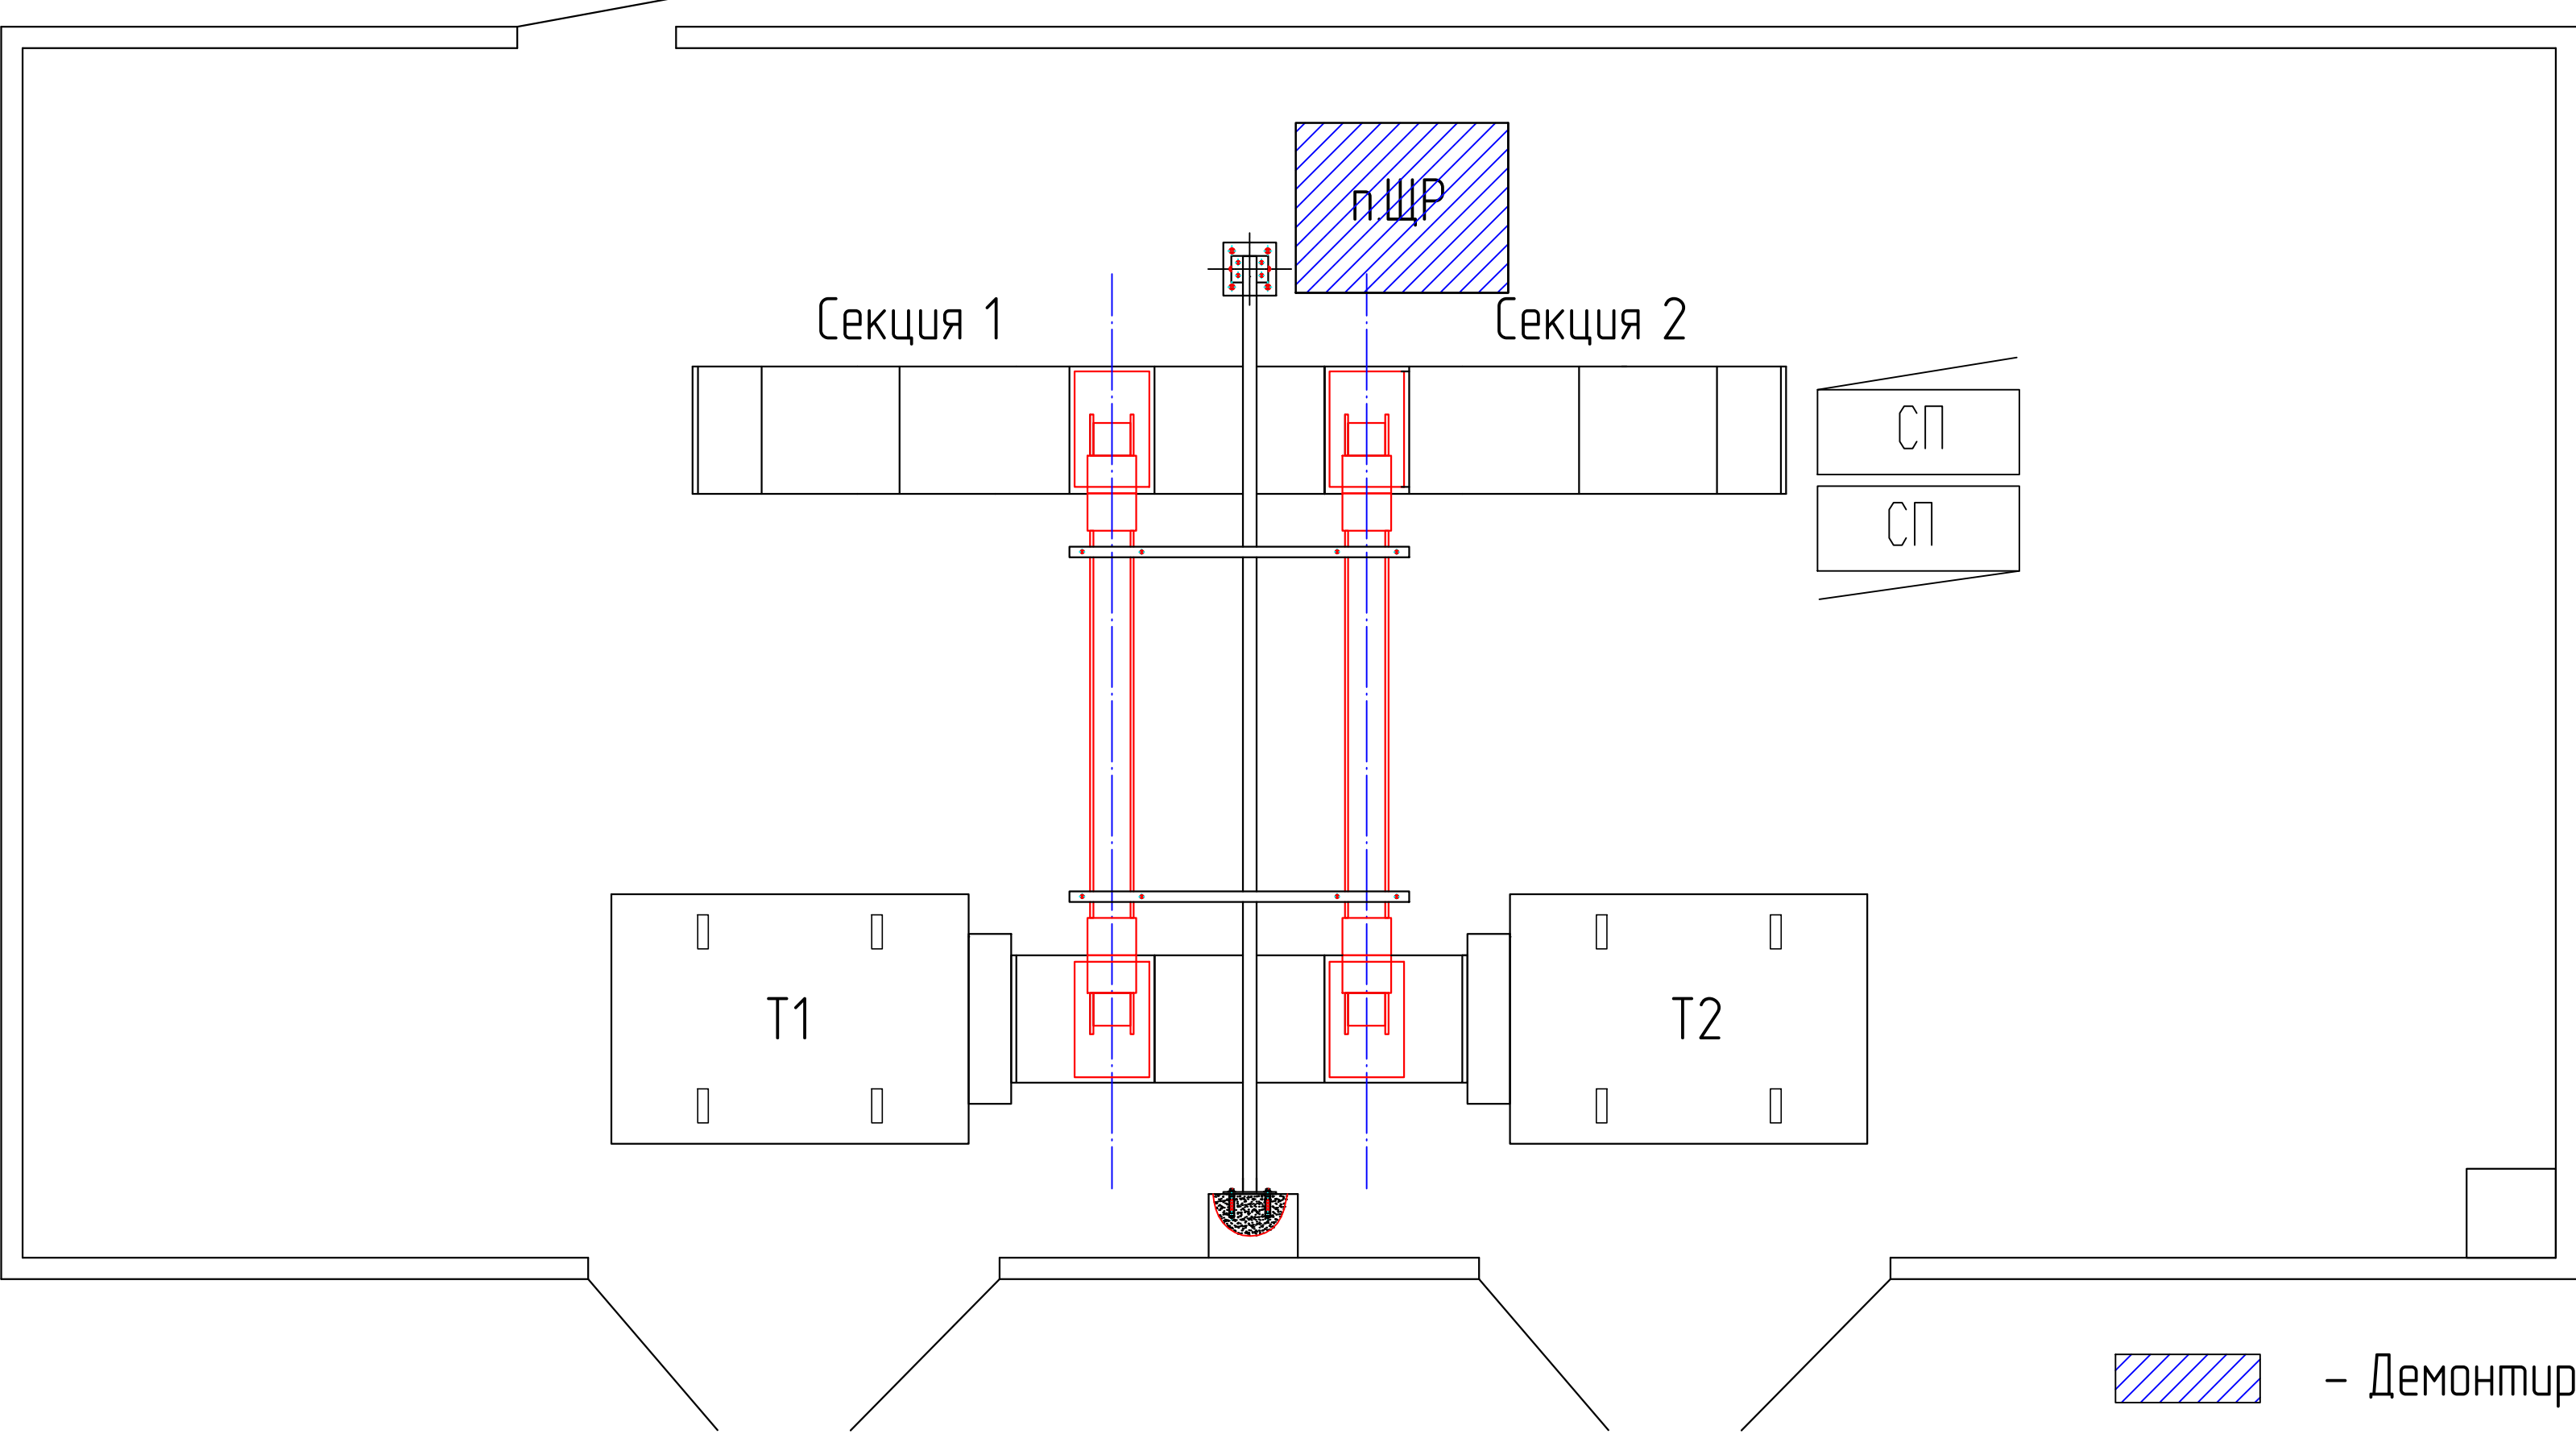 п.ЩР
Секция 1
Секция 2
СП
СП
Т1
Т2
- Демонтир